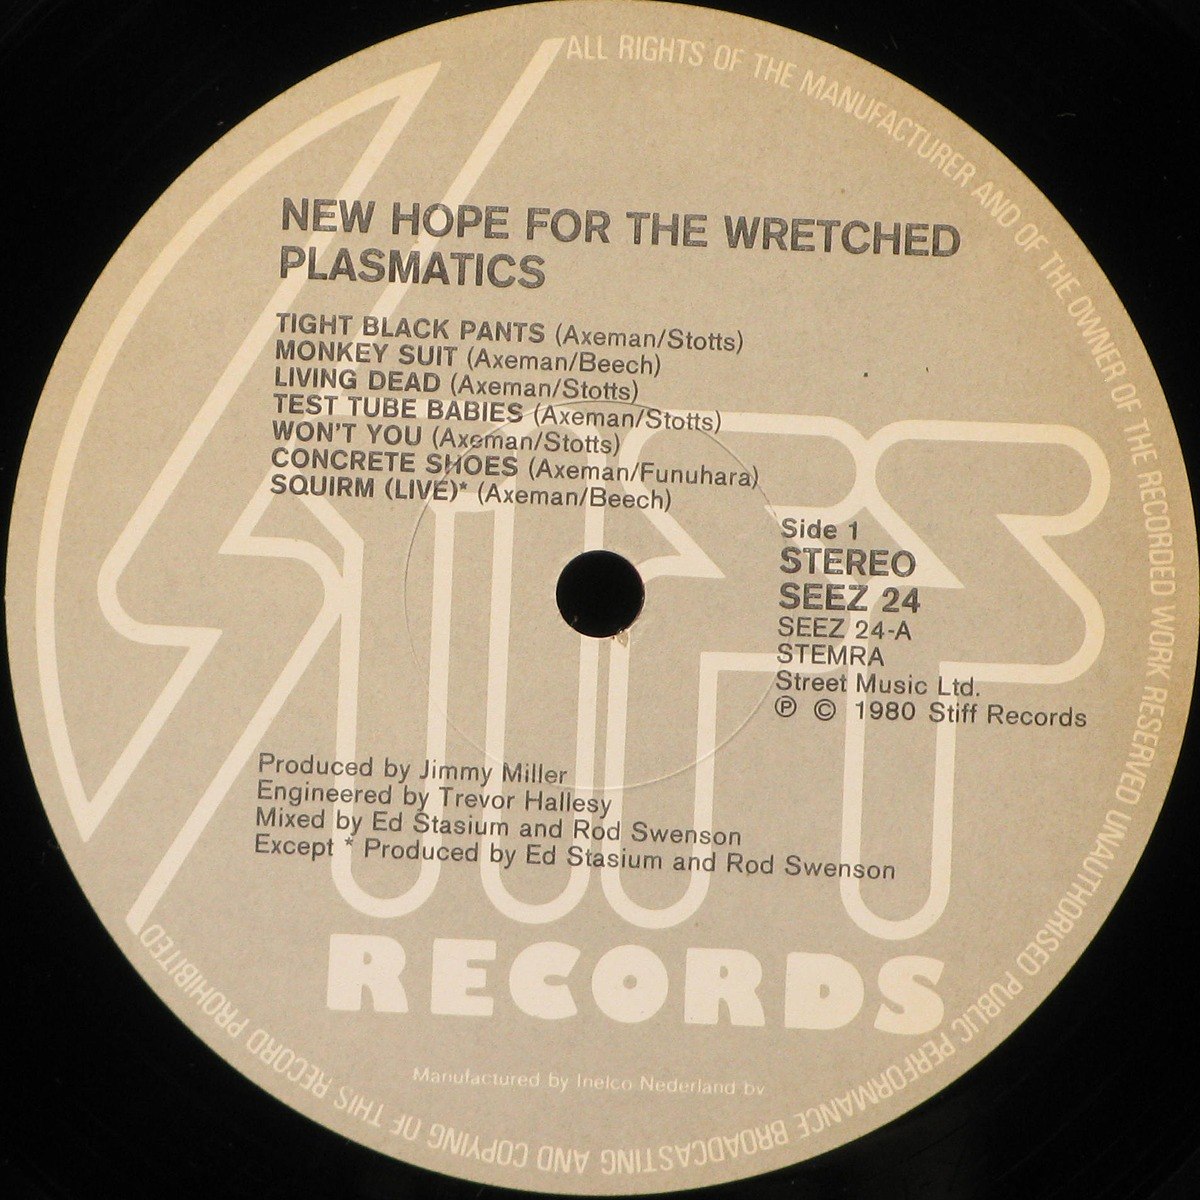 ALL RIGHTS OF THE MANUFACTURER AND OF THE OWNER OF THE RECORDED WORK RESERVED UNAUTHORISED PUBLIC PERFORMANCE BROADCASTING AND COPYING OF THIS RECORD PROHIBITED
NEW HOPE FOR THE WRETCHED
PLASMATICS
TIGHT BLACK PANTS (Axeman/Stotts)
MONKEY SUIT (Axeman/Beech)
LIVING DEAD (Axeman/Stotts)
TEST TUBE BABIES (Axeman/Stotts)
WON'T YOU (Axeman/Stotts)
CONCRETE SHOES (Axeman/Funuhara)
SQUIRM (LIVE)* (Axeman/Beech)
Side 1
STEREO
SEEZ 24
SEEZ 24-A
STEMRA
Street Music Ltd.
℗ © 1980 Stiff Records
Produced by Jimmy Miller
Engineered by Trevor Hallesy
Mixed by Ed Stasium and Rod Swenson
Except * Produced by Ed Stasium and Rod Swenson
STIFF
RECORDS
Manufactured by Inelco Nederland bv